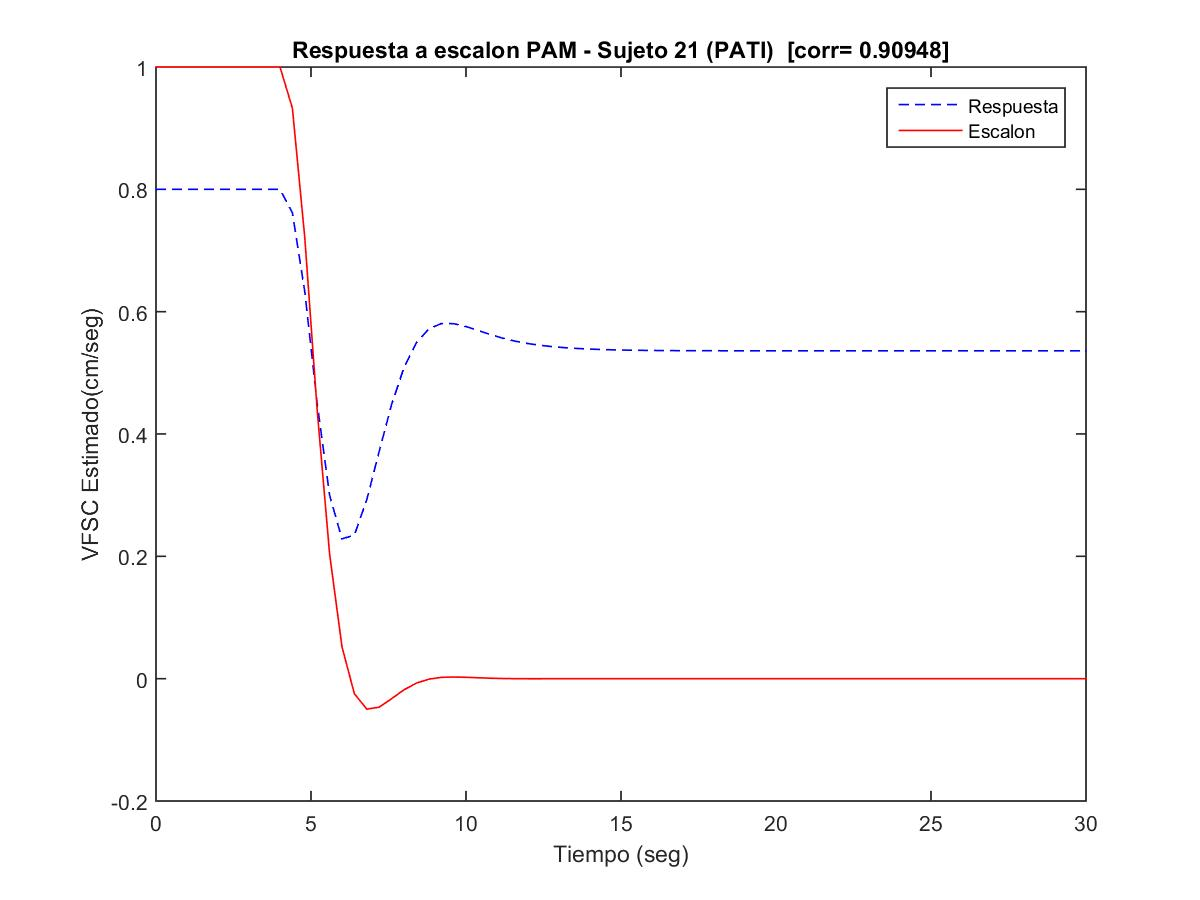 Respuesta a escalon PAM - Sujeto 21 (PATI)  [corr= 0.90948]
1
0.8
0.6
0.4
0.2
0
-0.2
VFSC Estimado(cm/seg)
Respuesta
Escalon
0 5 10 15 20 25 30
Tiempo (seg)